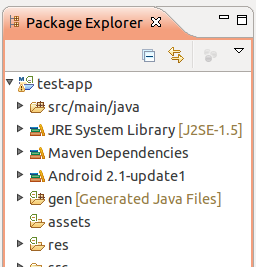 Package Explorer
test-app
src/main/java
JRE System Library [J2SE-1.5]
Maven Dependencies
Android 2.1-update1
gen [Generated Java Files]
assets
res
src